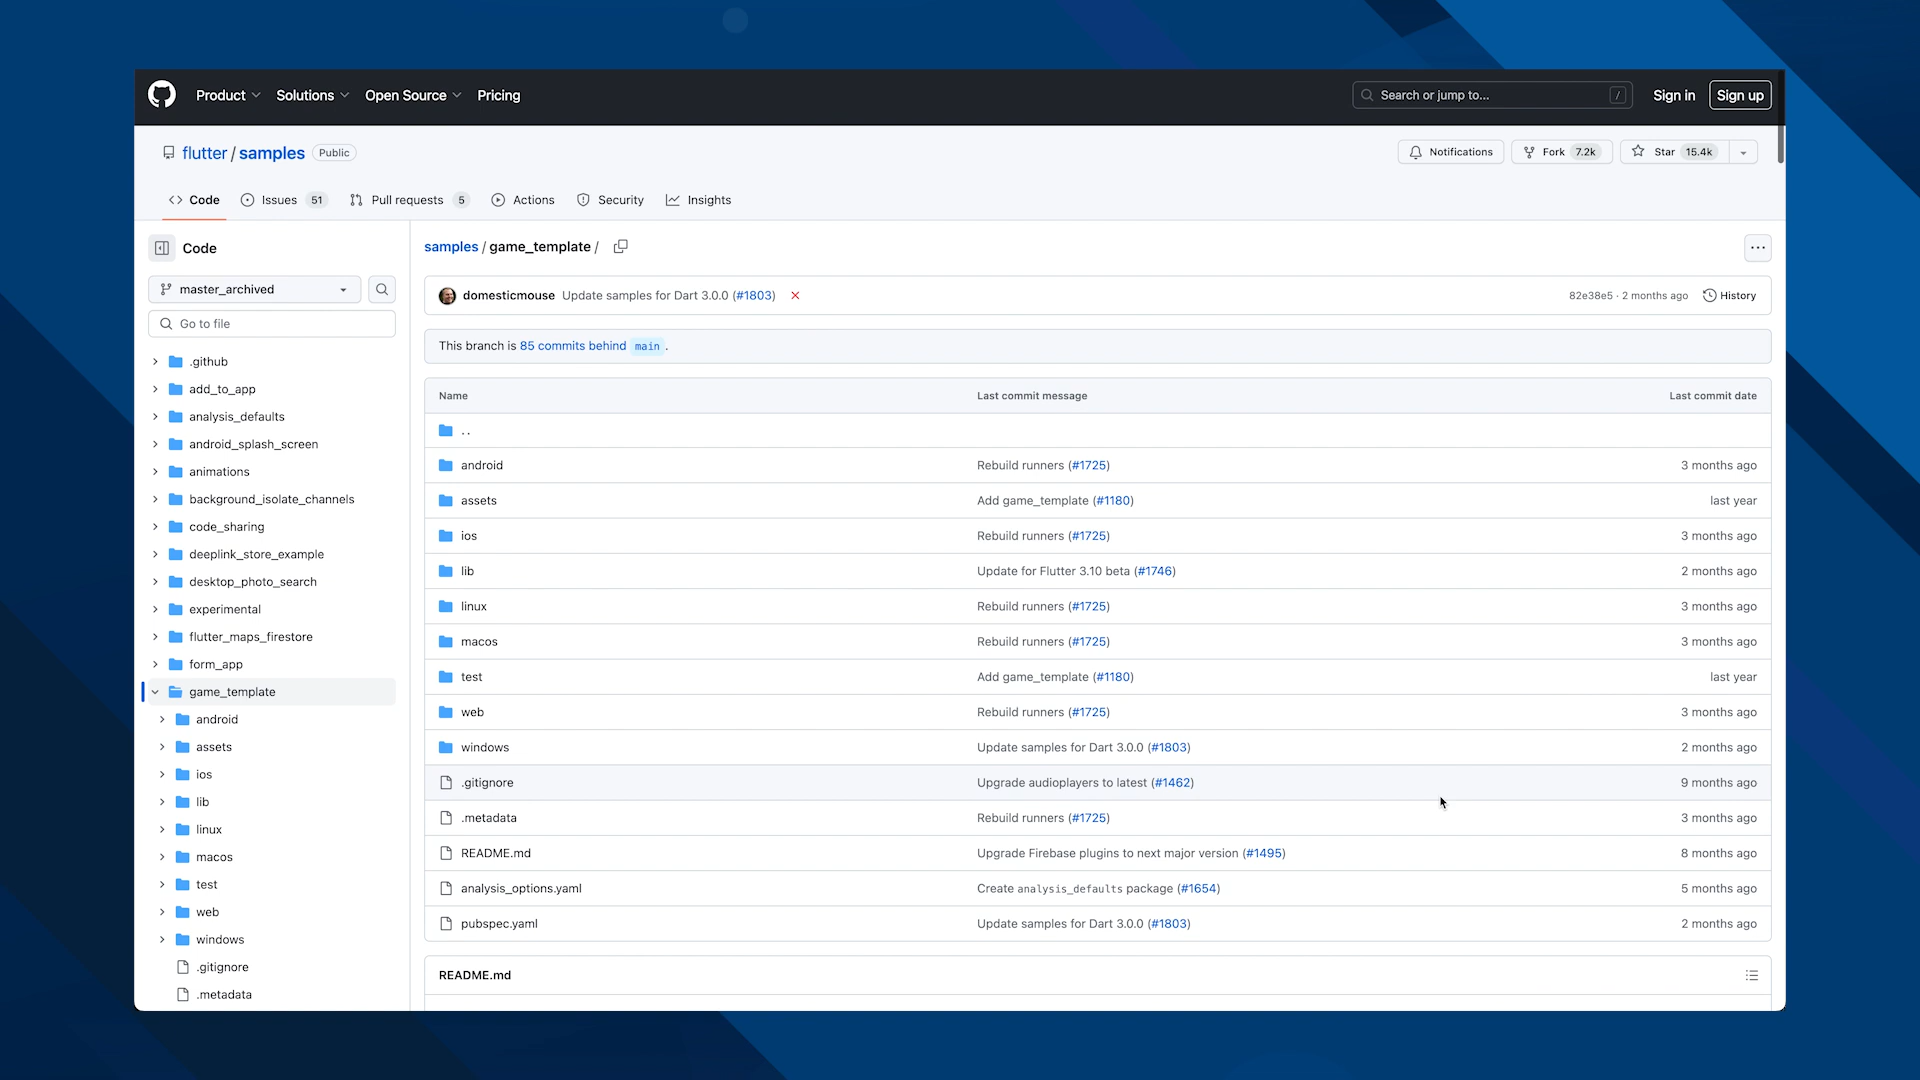 Product Solutions Open Source Pricing Search or jump to... / Sign in Sign up
flutter / samples Public Notifications Fork 7.2k Star 15.4k
Code Issues 51 Pull requests 5 Actions Security Insights
Code
master_archived
Go to file
.github
add_to_app
analysis_defaults
android_splash_screen
animations
background_isolate_channels
code_sharing
deeplink_store_example
desktop_photo_search
experimental
flutter_maps_firestore
form_app
game_template
android
assets
ios
lib
linux
macos
test
web
windows
.gitignore
.metadata
samples / game_template /
domesticmouse Update samples for Dart 3.0.0 (#1803) 82e38e5 · 2 months ago History
This branch is 85 commits behind main .
Name Last commit message Last commit date
..
android Rebuild runners (#1725) 3 months ago
assets Add game_template (#1180) last year
ios Rebuild runners (#1725) 3 months ago
lib Update for Flutter 3.10 beta (#1746) 2 months ago
linux Rebuild runners (#1725) 3 months ago
macos Rebuild runners (#1725) 3 months ago
test Add game_template (#1180) last year
web Rebuild runners (#1725) 3 months ago
windows Update samples for Dart 3.0.0 (#1803) 2 months ago
.gitignore Upgrade audioplayers to latest (#1462) 9 months ago
.metadata Rebuild runners (#1725) 3 months ago
README.md Upgrade Firebase plugins to next major version (#1495) 8 months ago
analysis_options.yaml Create analysis_defaults package (#1654) 5 months ago
pubspec.yaml Update samples for Dart 3.0.0 (#1803) 2 months ago
README.md